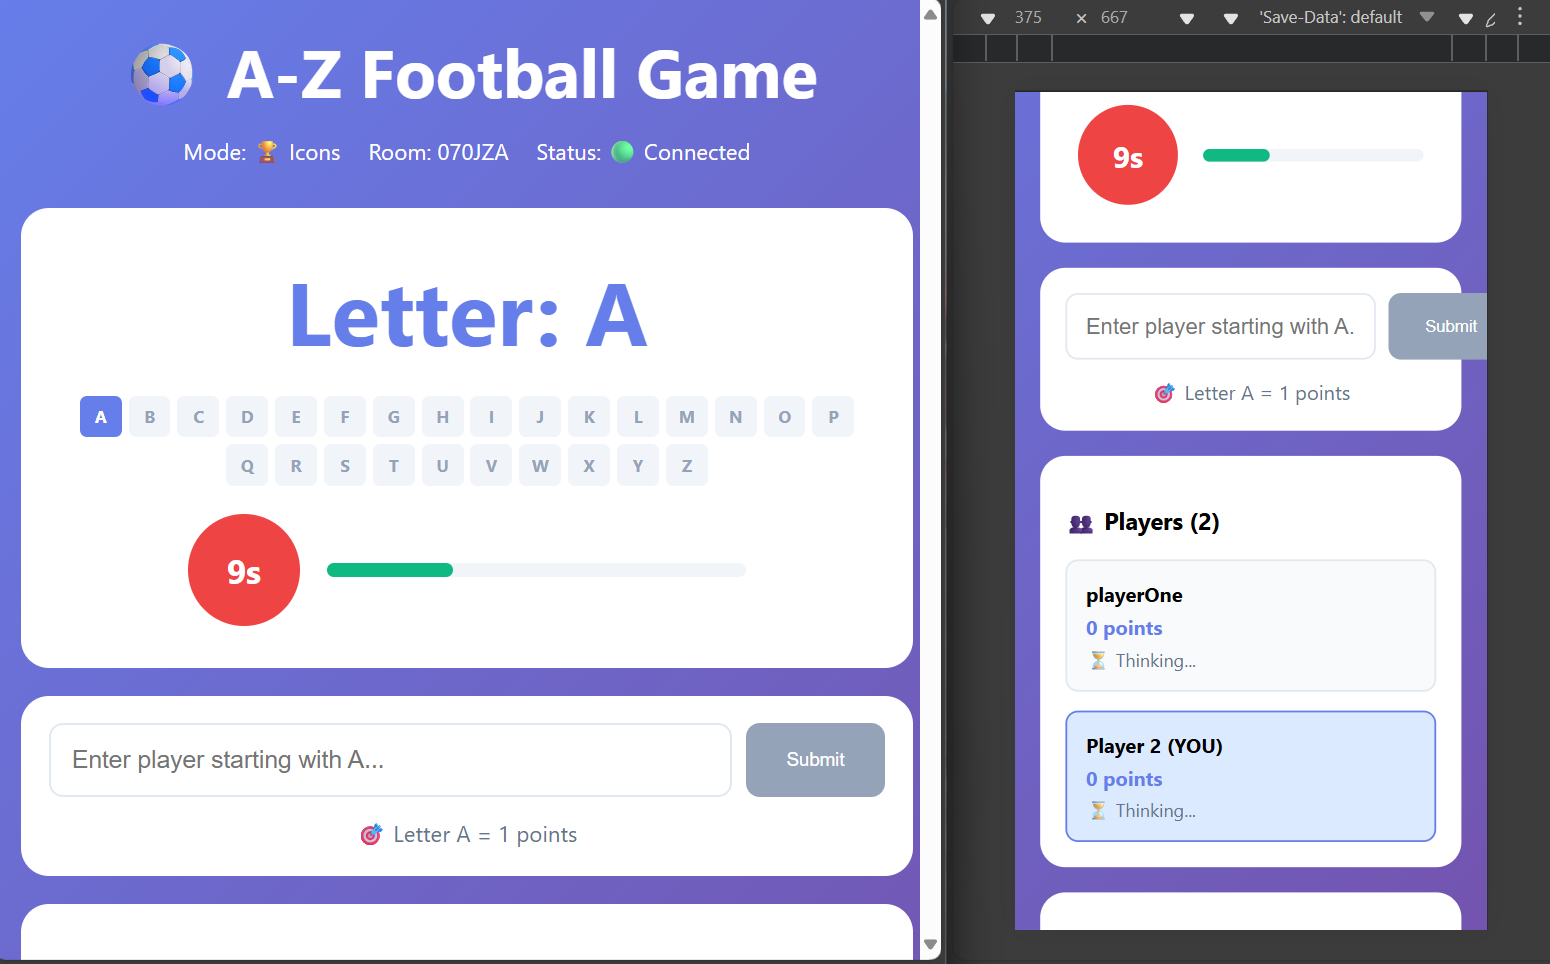 A-Z Football Game
Mode: 🏆 Icons Room: 070JZA Status: 🟢 Connected
Letter: A
A B C D E F G H I J K L M N O P
Q R S T U V W X Y Z
9s
Enter player starting with A...
Submit
🎯 Letter A = 1 points
375 × 667 'Save-Data': default
9s
Enter player starting with A.
Submit
🎯 Letter A = 1 points
👥 Players (2)
playerOne
0 points
⏳ Thinking...
Player 2 (YOU)
0 points
⏳ Thinking...